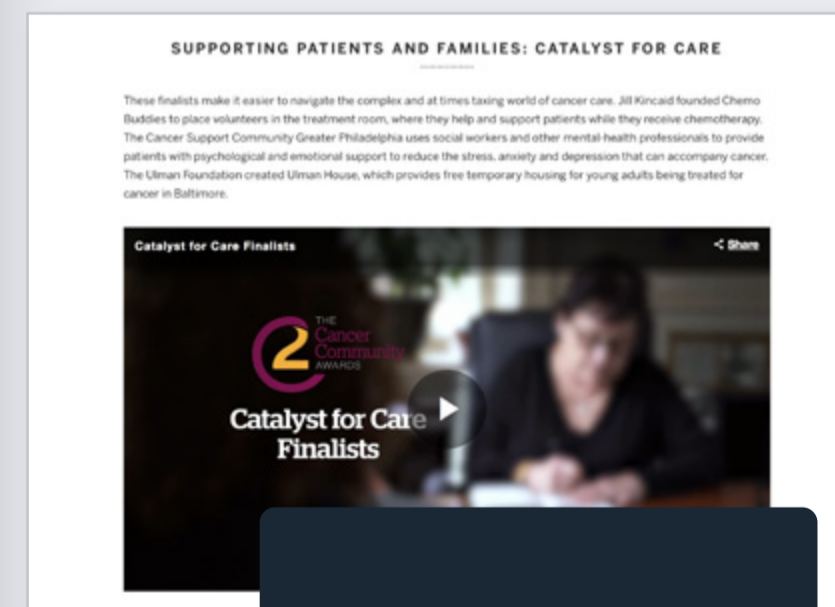 SUPPORTING PATIENTS AND FAMILIES: CATALYST FOR CARE
These finalists make it easier to navigate the complex and at times taxing world of cancer care. Jill Kincaid founded Chemo
Buddies to place volunteers in the treatment room, where they help and support patients while they receive chemotherapy.
The Cancer Support Community Greater Philadelphia uses social workers and other mental-health professionals to provide
patients with psychological and emotional support to reduce the stress, anxiety and depression that can accompany cancer.
The Ulman Foundation created Ulman House, which provides free temporary housing for young adults being treated for
cancer in Baltimore.
Catalyst for Care Finalists
Share
C2
THE
Cancer
Community
AWARDS
Catalyst for Care
Finalists